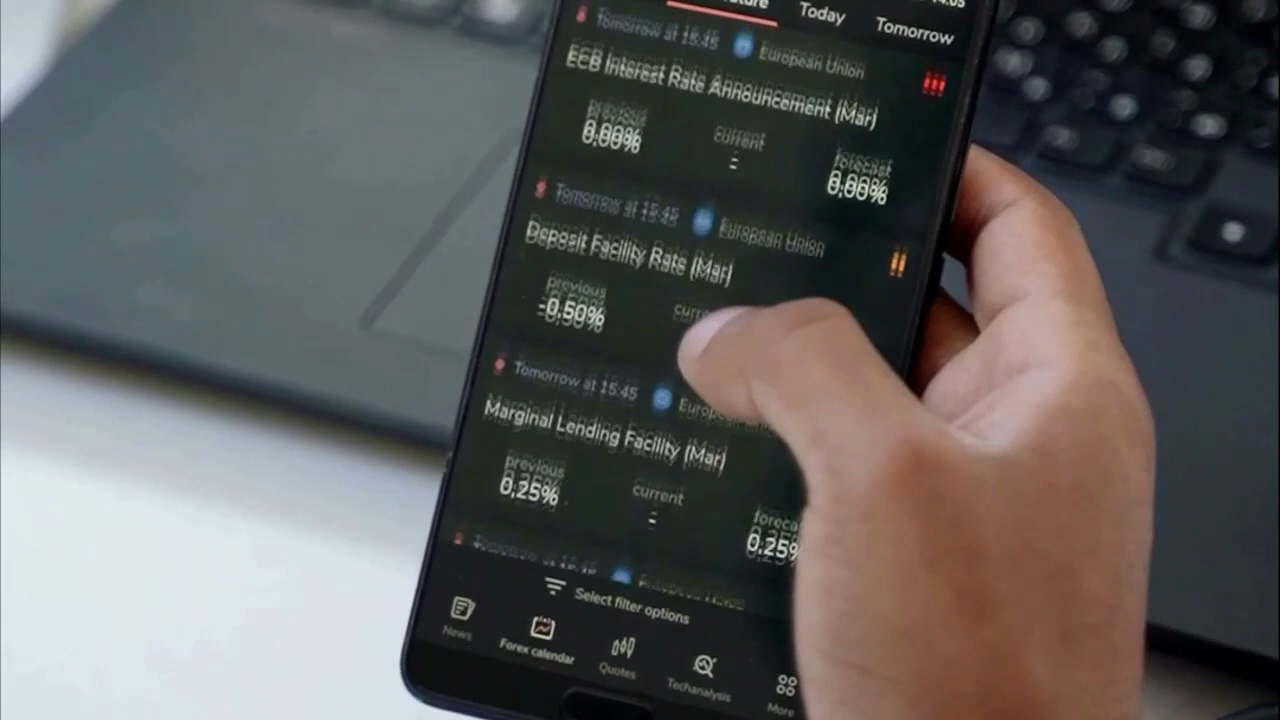 Today
Tomorrow
Tomorrow at 15:45 European Union
ECB Interest Rate Announcement (Mar)
previous current forecast
0,00% - 0,00%
Tomorrow at 15:45 European Union
Deposit Facility Rate (Mar)
previous
-0,50%
Tomorrow at 15:45
Marginal Lending Facility (Mar)
previous current
0,25% - 0,25%
Select filter options
News Forex calendar Quotes Techanalysis More